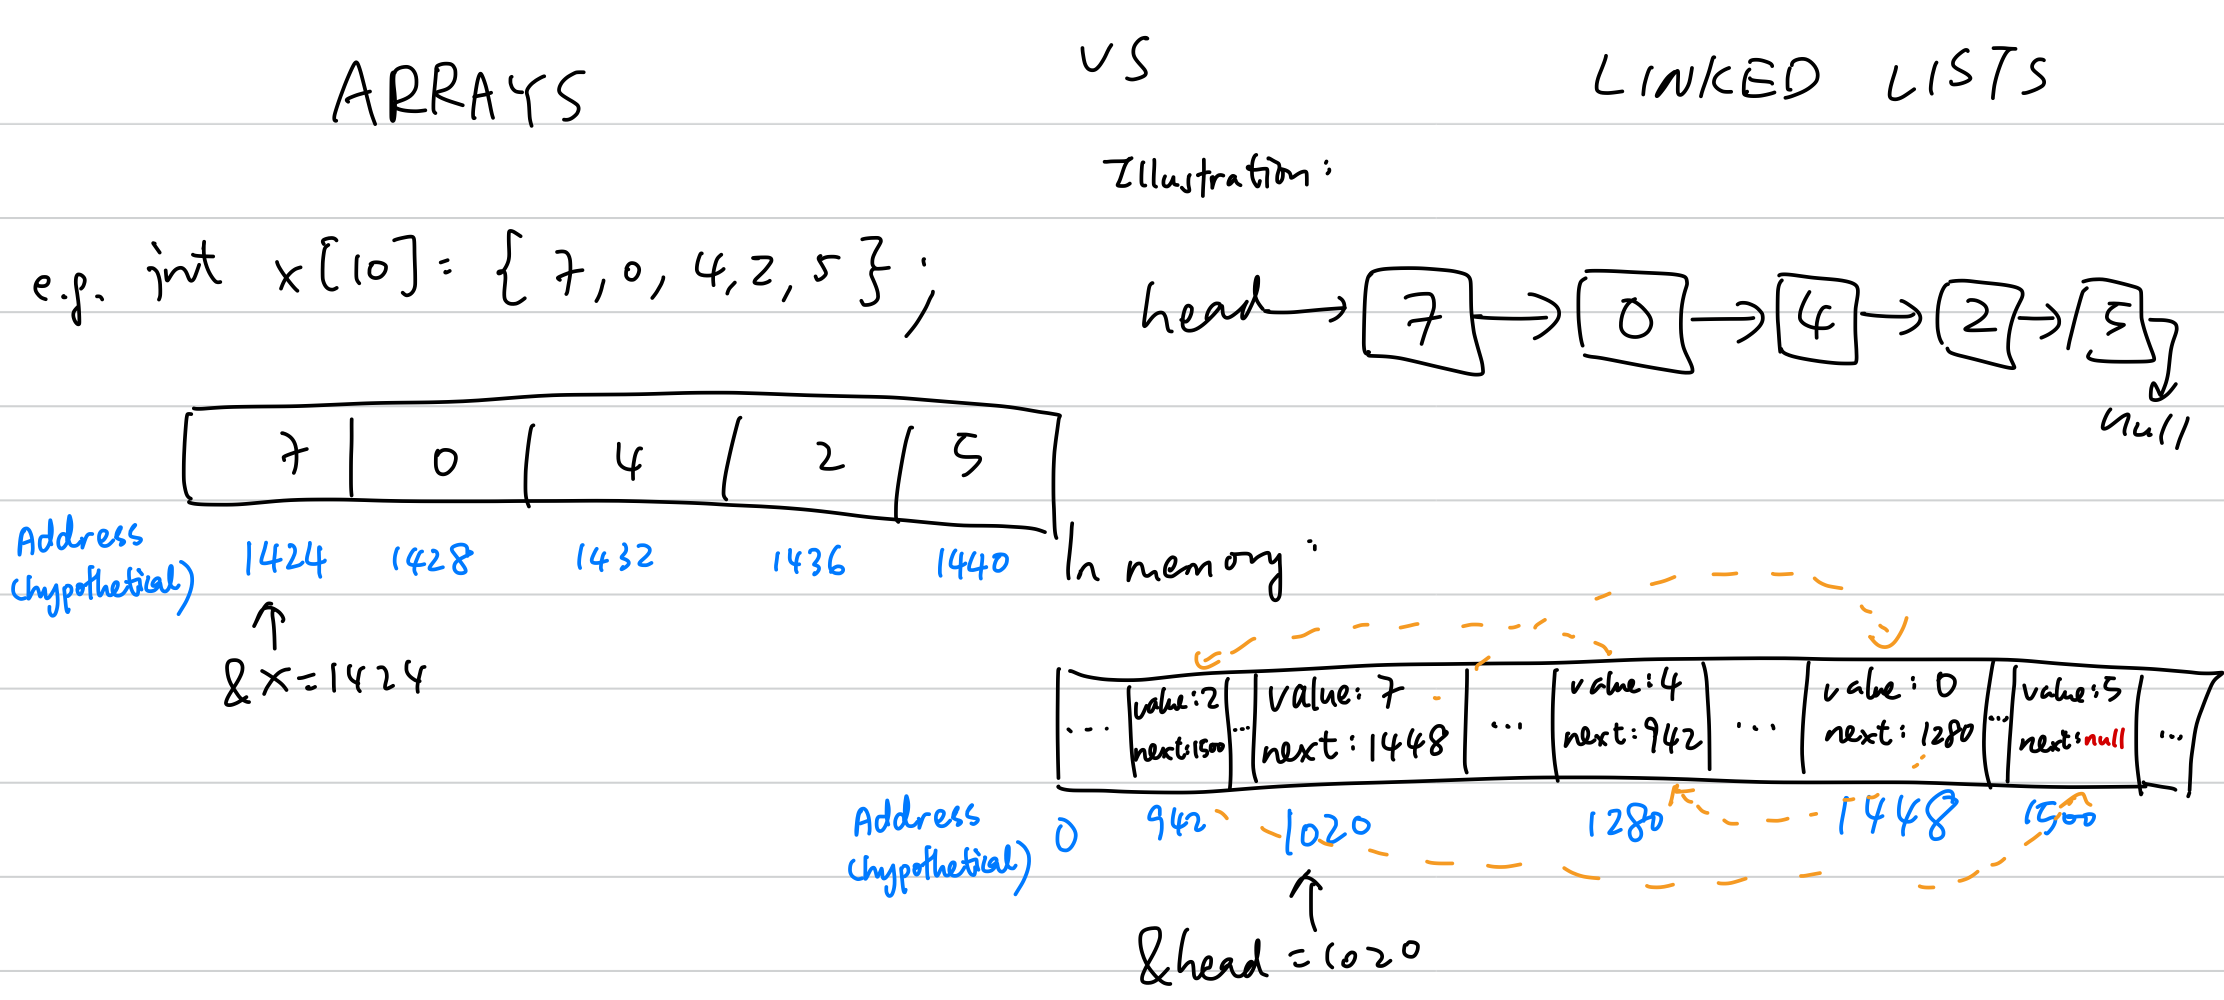 ARRAYS VS LINKED LISTS
e.g. int x[10] = { 7, 0, 4, 2, 5 };
7 0 4 2 5
Address
(hypothetical)
1424 1428 1432 1436 1440
&x=1424
Illustration:
head → 7 → 0 → 4 → 2 → 5
null
In memory:
... value:2 ... value: 7 ... value:4 ... value: 0 ... value:5 ...
next:1500 next: 1448 next:942 next: 1280 next:null
Address
(hypothetical)
0 942 1020 1280 1448 1500
&head = 1020